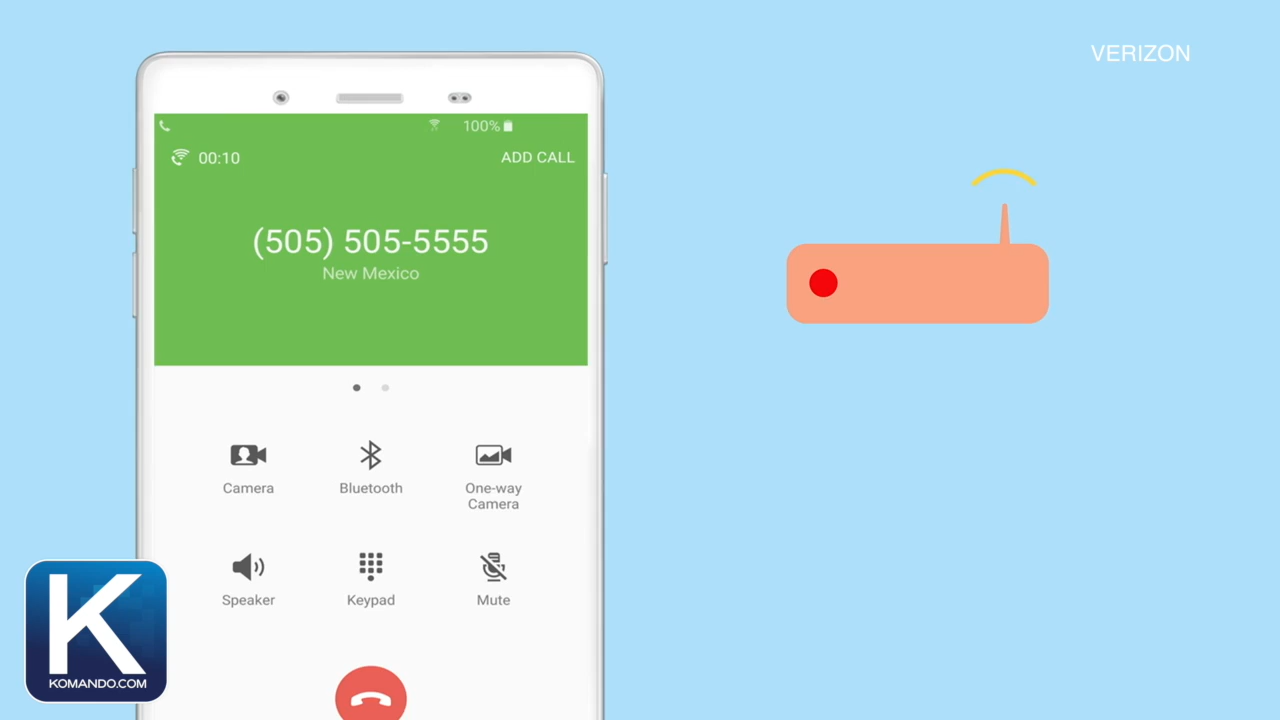 VERIZON
100%
00:10
ADD CALL
(505) 505-5555
New Mexico
Camera
Bluetooth
One-way
Camera
Speaker
Keypad
Mute
K
KOMANDO.COM